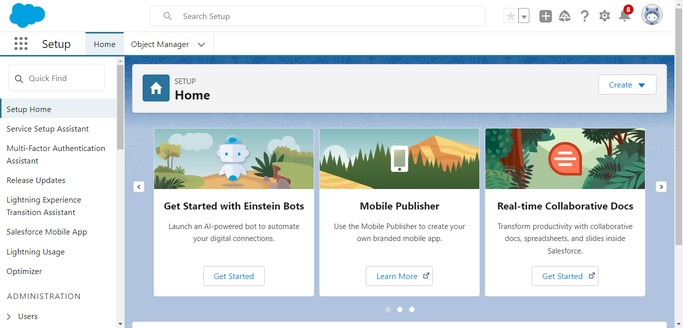 Search Setup
8
Setup
Home
Object Manager
Quick Find
Setup Home
Service Setup Assistant
Multi-Factor Authentication
Assistant
Release Updates
Lightning Experience
Transition Assistant
Salesforce Mobile App
Lightning Usage
Optimizer
ADMINISTRATION
Users
SETUP
Home
Create
Get Started with Einstein Bots
Launch an AI-powered bot to automate
your digital connections.
Get Started
Mobile Publisher
Use the Mobile Publisher to create your
own branded mobile app.
Learn More
Real-time Collaborative Docs
Transform productivity with collaborative
docs, spreadsheets, and slides inside
Salesforce.
Get Started